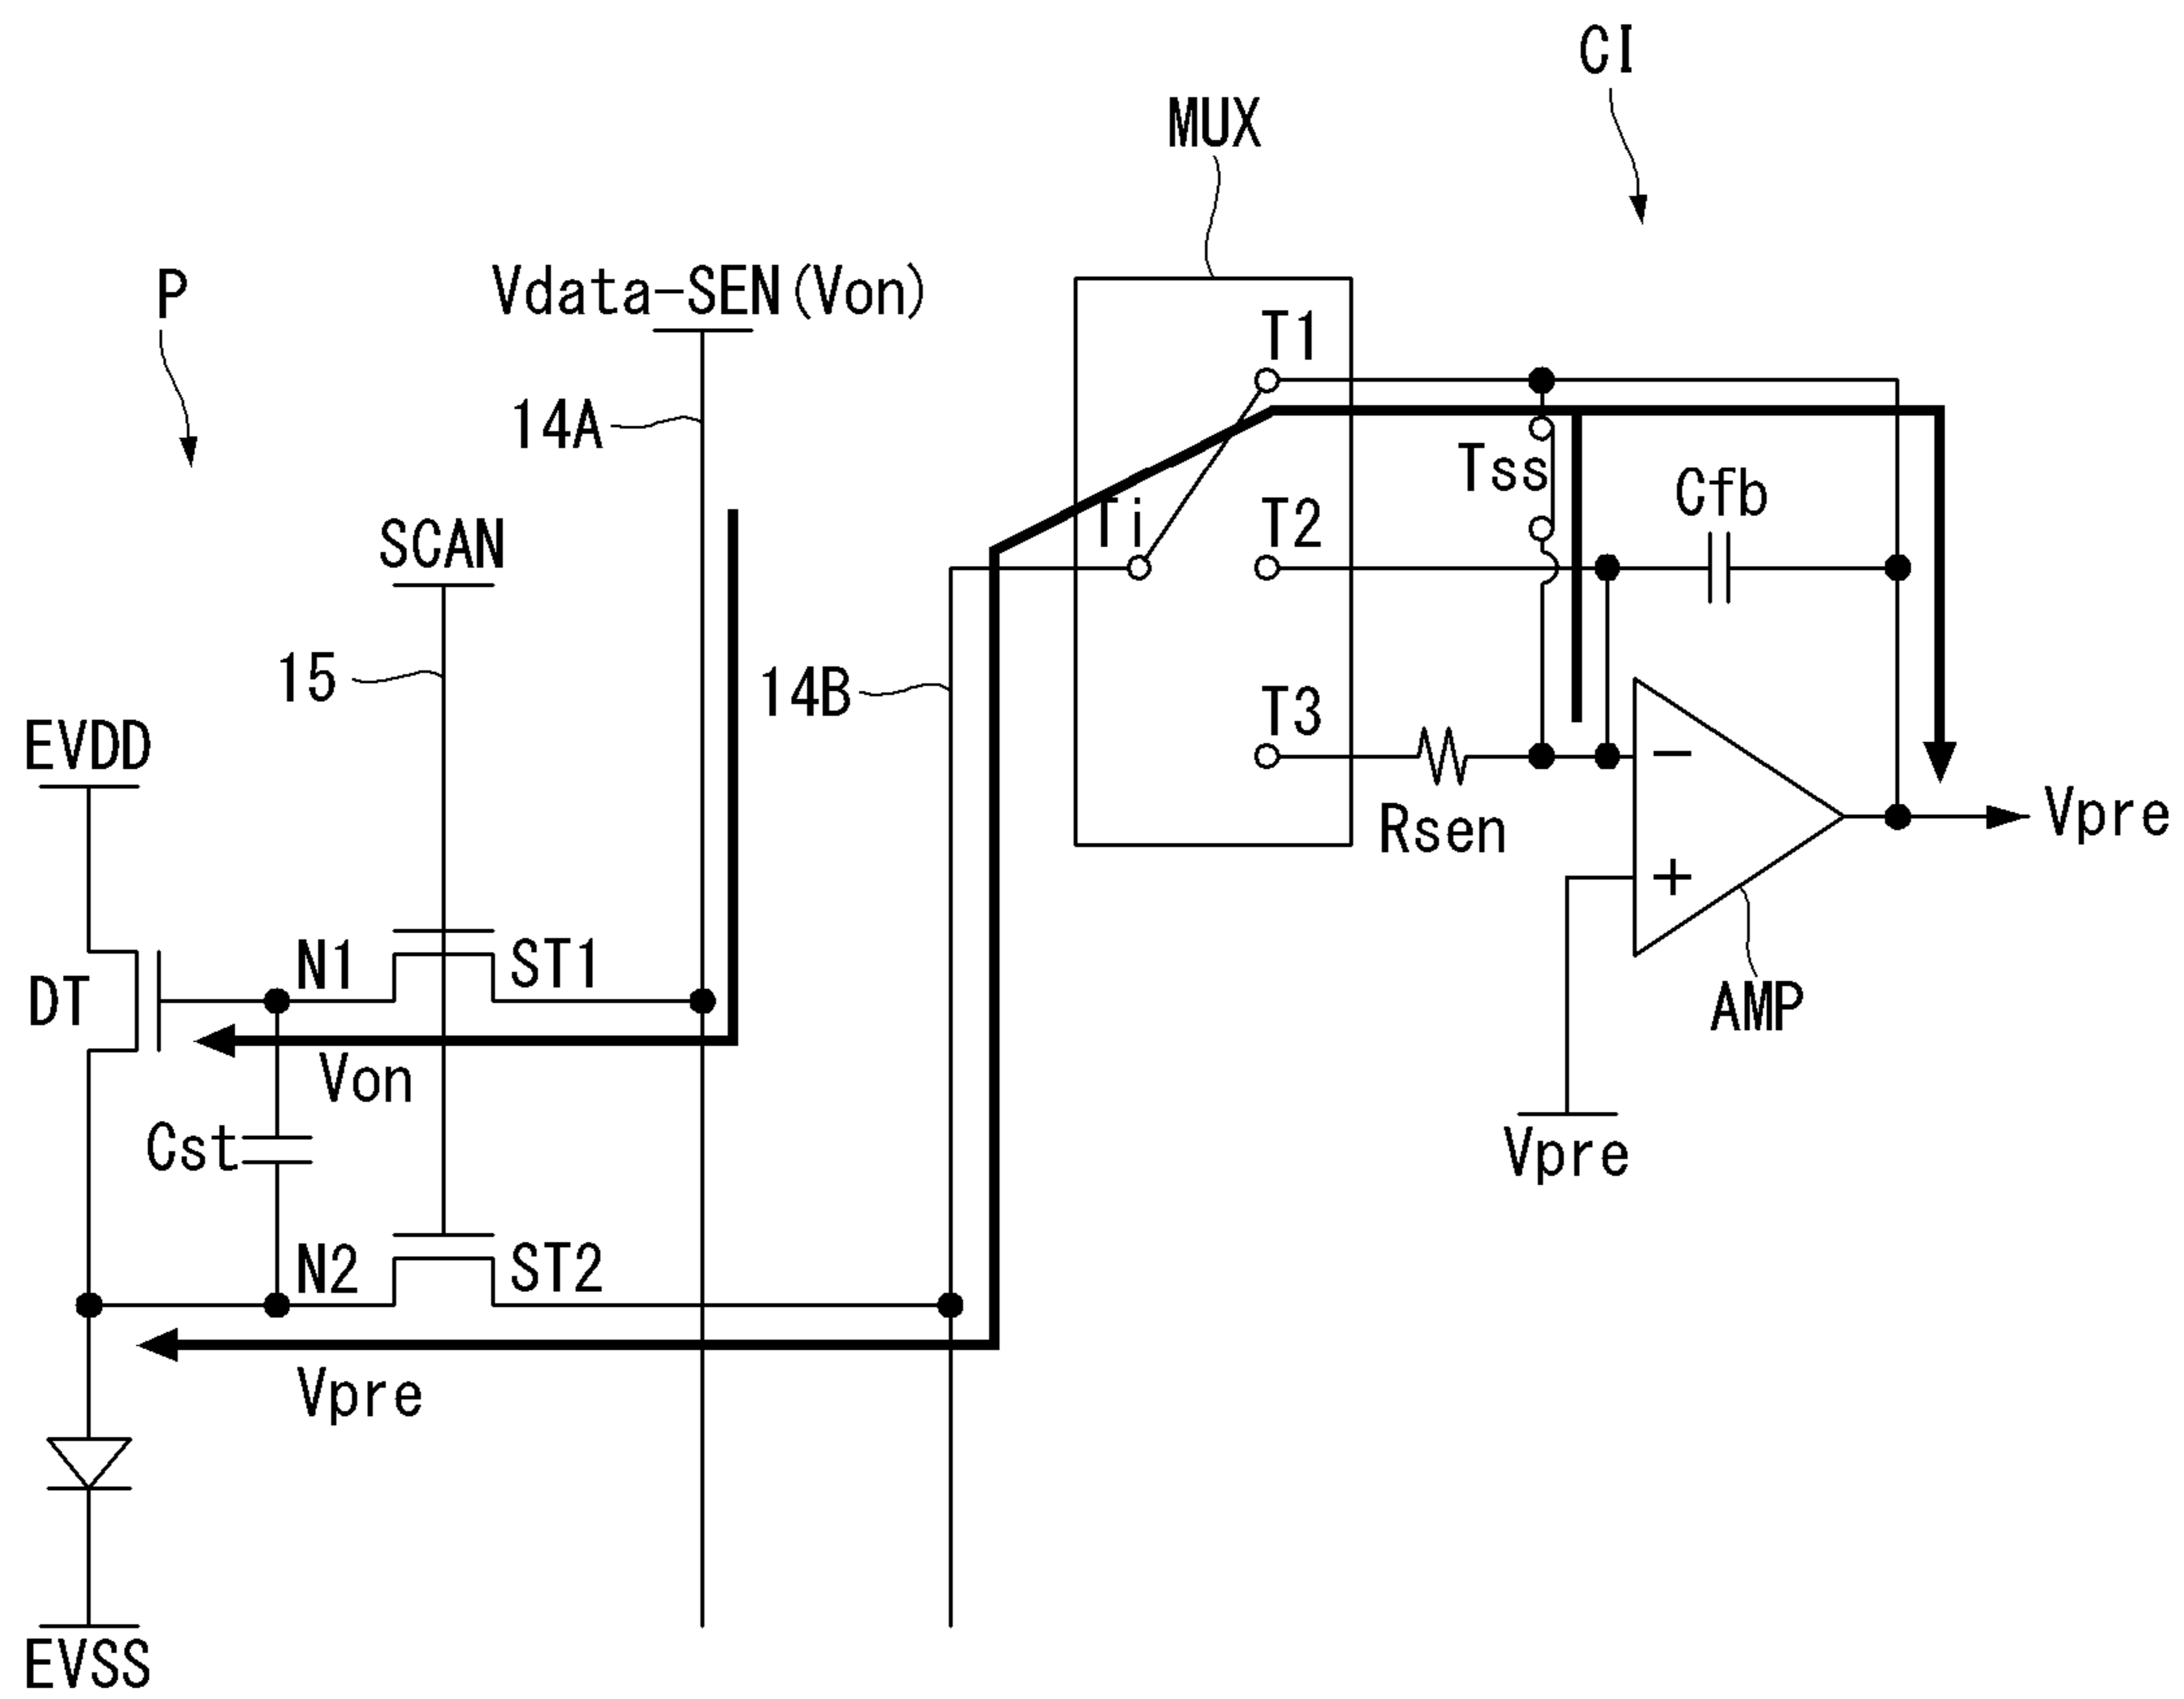 CI
MUX
P
Vdata-SEN(Von)
T1
14A
Tss
Cfb
Ti
T2
SCAN
15
14B
T3
EVDD
−
Rsen
Vpre
+
DT
N1
ST1
AMP
Von
Cst
Vpre
N2
ST2
Vpre
EVSS